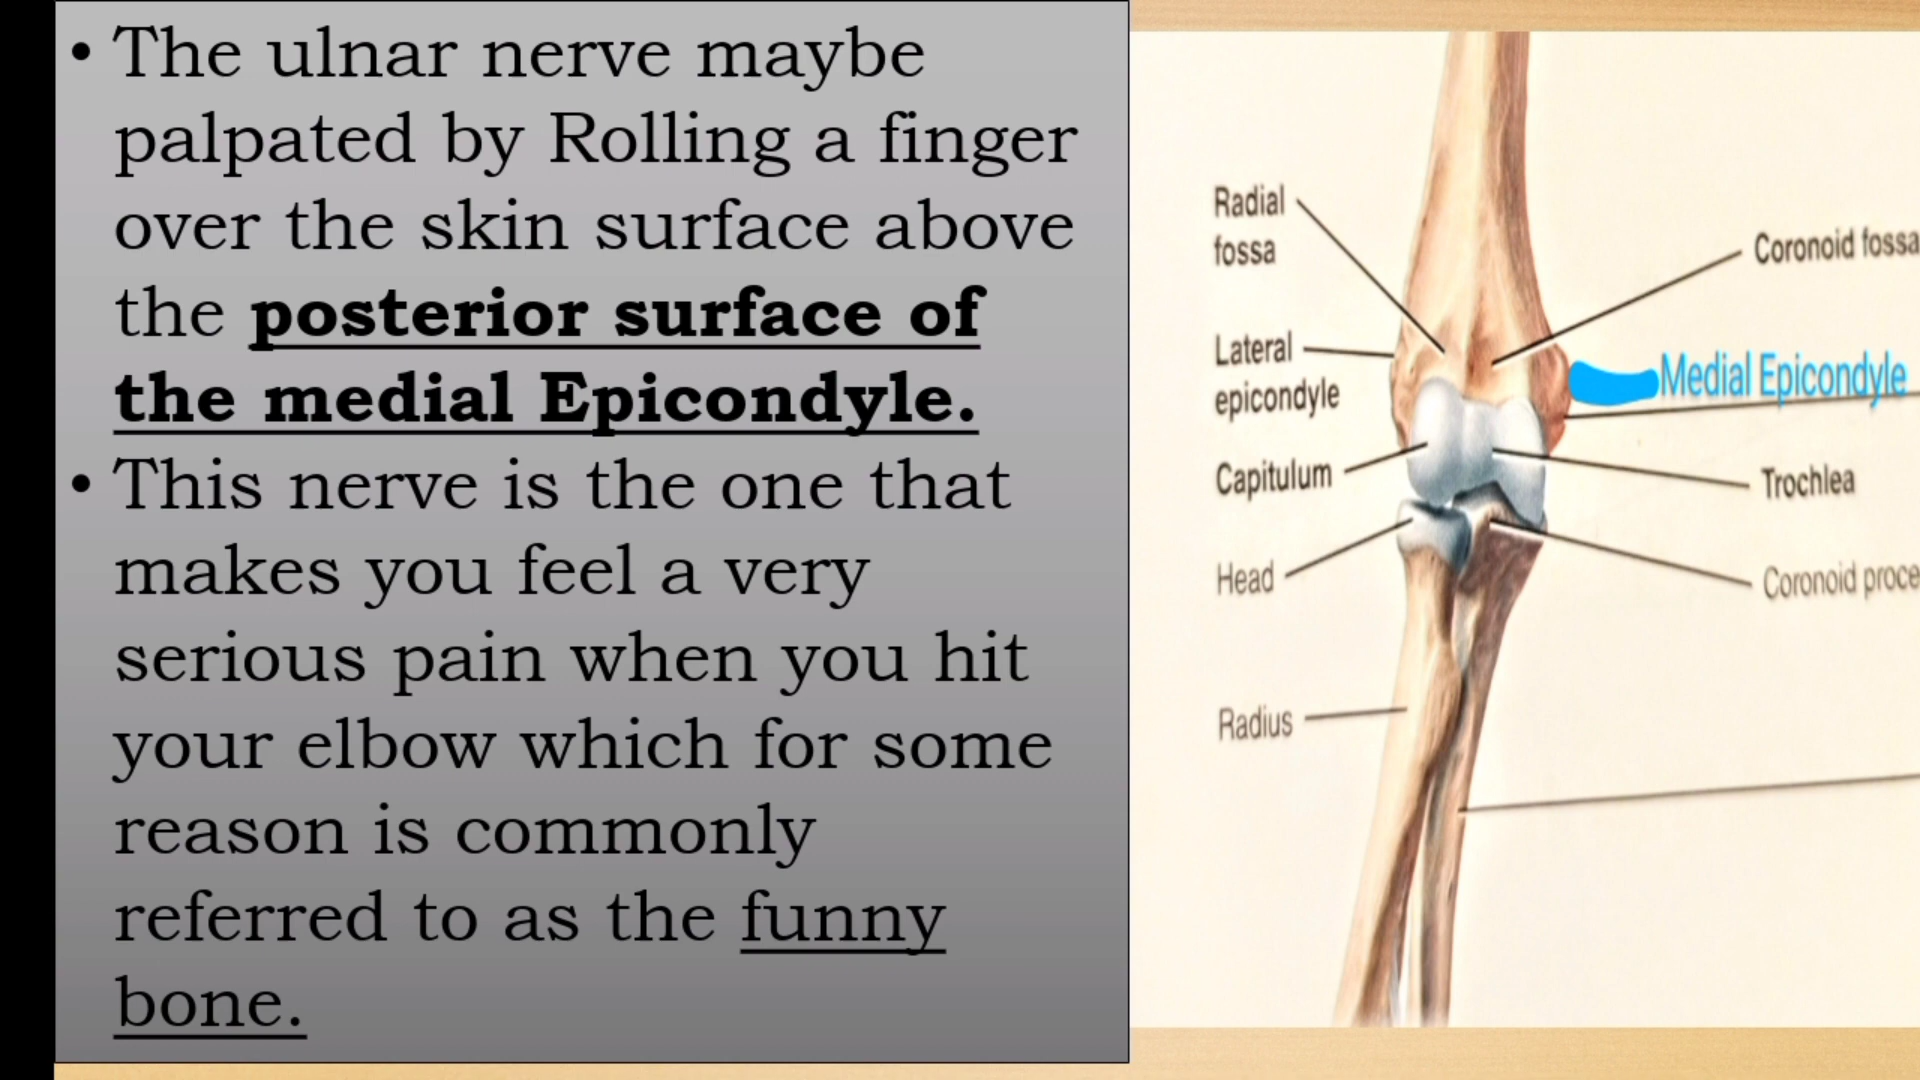 • The ulnar nerve maybe
palpated by Rolling a finger
over the skin surface above
the posterior surface of
the medial Epicondyle.
• This nerve is the one that
makes you feel a very
serious pain when you hit
your elbow which for some
reason is commonly
referred to as the funny
bone.
Radial
fossa
Coronoid fossa
Lateral
epicondyle
Medial Epicondyle
Capitulum
Trochlea
Head
Coronoid proce
Radius